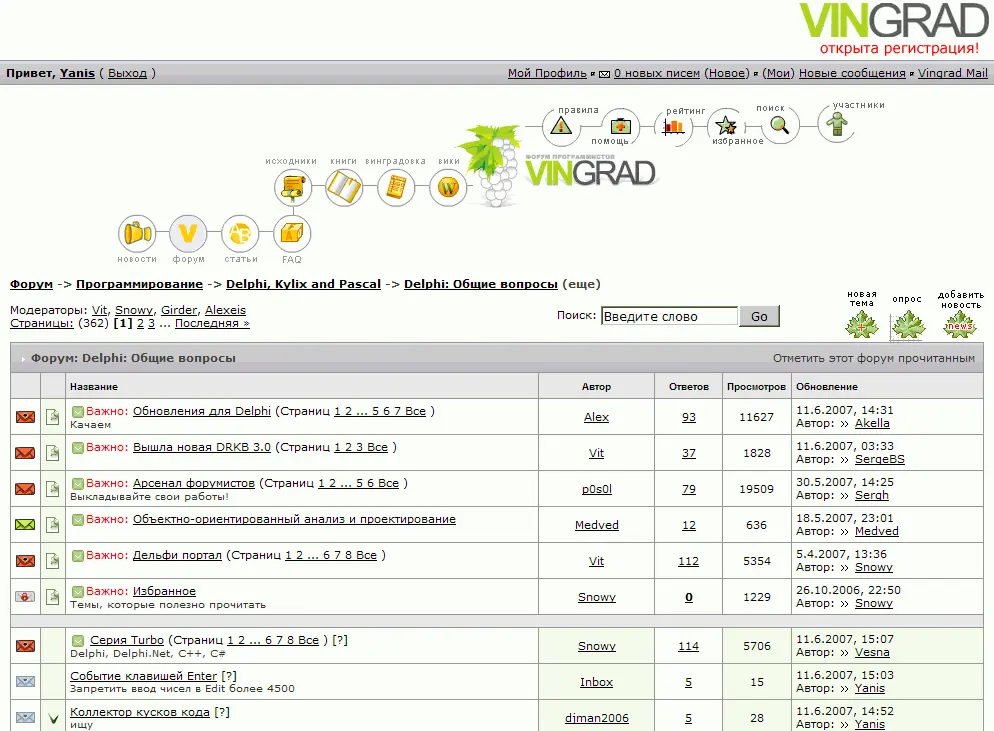 VINGRAD
открыта регистрация!
Привет, Yanis ( Выход )
Мой Профиль 0 новых писем (Новое) (Мои) Новые сообщения Vingrad Mail
правила
помощь
рейтинг
избранное
поиск
участники
исходники книги винградовка вики
ФОРУМ ПРОГРАММИСТОВ
VINGRAD
W
V
AB
новости форум статьи FAQ
Форум -> Программирование -> Delphi, Kylix and Pascal -> Delphi: Общие вопросы (еще)
Модераторы: Vit, Snowy, Girder, Alexeis
Страницы: (362) [1] 2 3 ... Последняя »
Поиск: Введите слово Go
новая тема
опрос
добавить новость
news
Форум: Delphi: Общие вопросы Отметить этот форум прочитанным
Название Автор Ответов Просмотров Обновление
Важно: Обновления для Delphi (Страниц 1 2 ... 5 6 7 Все )
Качаем
Alex 93 11627
11.6.2007, 14:31
Автор: » Akella
Важно: Вышла новая DRKB 3.0 (Страниц 1 2 3 Все )
Vit 37 1828
11.6.2007, 03:33
Автор: » SergeBS
Важно: Арсенал форумистов (Страниц 1 2 ... 5 6 Все )
Выкладывайте свои работы!
p0s0l 79 19509
30.5.2007, 14:25
Автор: » Sergh
Важно: Объектно-ориентированный анализ и проектирование
Medved 12 636
18.5.2007, 23:01
Автор: » Medved
Важно: Дельфи портал (Страниц 1 2 ... 6 7 8 Все )
Vit 112 5354
5.4.2007, 13:36
Автор: » Snowy
Важно: Избранное
Темы, которые полезно прочитать
Snowy 0 1229
26.10.2006, 22:50
Автор: » Snowy
Серия Turbo (Страниц 1 2 ... 6 7 8 Все ) [?]
Delphi, Delphi.Net, C++, C#
Snowy 114 5706
11.6.2007, 15:07
Автор: » Vesna
Событие клавишей Enter [?]
Запретить ввод чисел в Edit более 4500
Inbox 5 15
11.6.2007, 15:03
Автор: » Yanis
Коллектор кусков кода [?]
ищу
djman2006 5 28
11.6.2007, 14:52
Автор: » Yanis